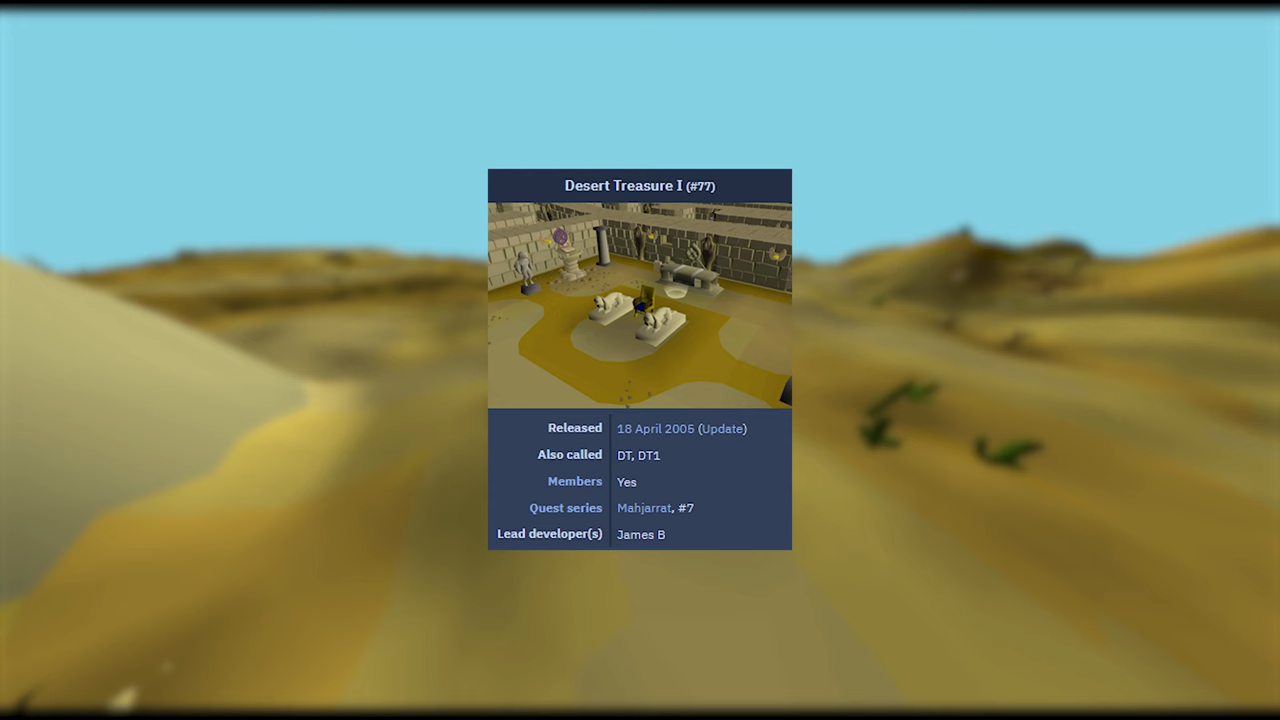 Desert Treasure I (#77)
Released 18 April 2005 (Update)
Also called DT, DT1
Members Yes
Quest series Mahjarrat, #7
Lead developer(s) James B